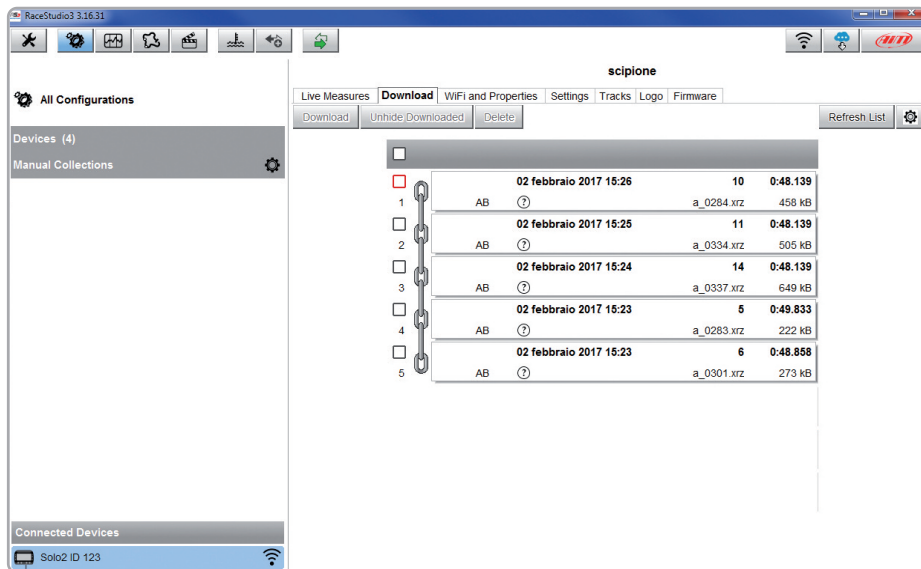 RaceStudio3 3.16.31
AiM
scipione
All Configurations
Live Measures Download WiFi and Properties Settings Tracks Logo Firmware
Download Unhide Downloaded Delete Refresh List
Devices (4)
Manual Collections
02 febbraio 2017 15:26 10 0:48.139
1 AB ? a_0284.xrz 458 kB
02 febbraio 2017 15:25 11 0:48.139
2 AB ? a_0334.xrz 505 kB
02 febbraio 2017 15:24 14 0:48.139
3 AB ? a_0337.xrz 649 kB
02 febbraio 2017 15:23 5 0:49.833
4 AB ? a_0283.xrz 222 kB
02 febbraio 2017 15:23 6 0:48.858
5 AB ? a_0301.xrz 273 kB
Connected Devices
Solo2 ID 123